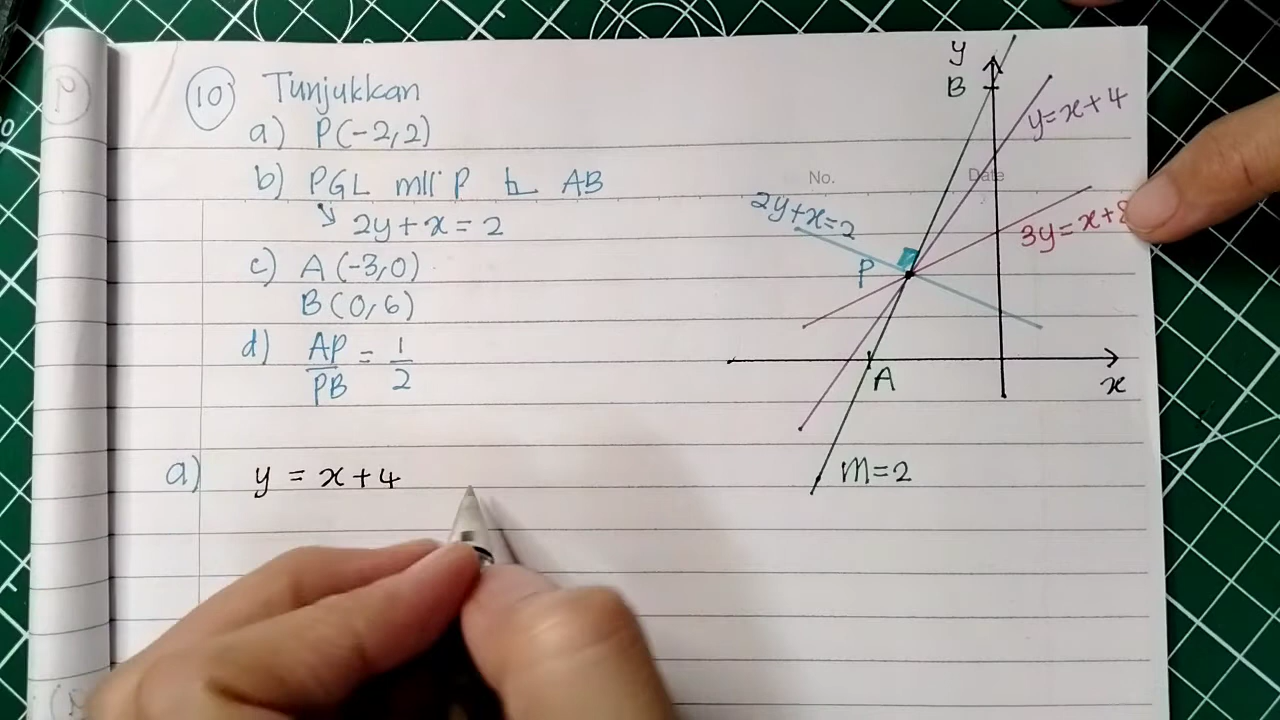 10 Tunjukkan
a) P(-2,2)
b) PGL mll P ⊥ AB
2y+x=2
c) A(-3,0)
B(0,6)
d) AP/PB = 1/2
a) y = x+4
No.
Date
y
B
y=x+4
3y=x+8
2y+x=2
P
A
x
m=2